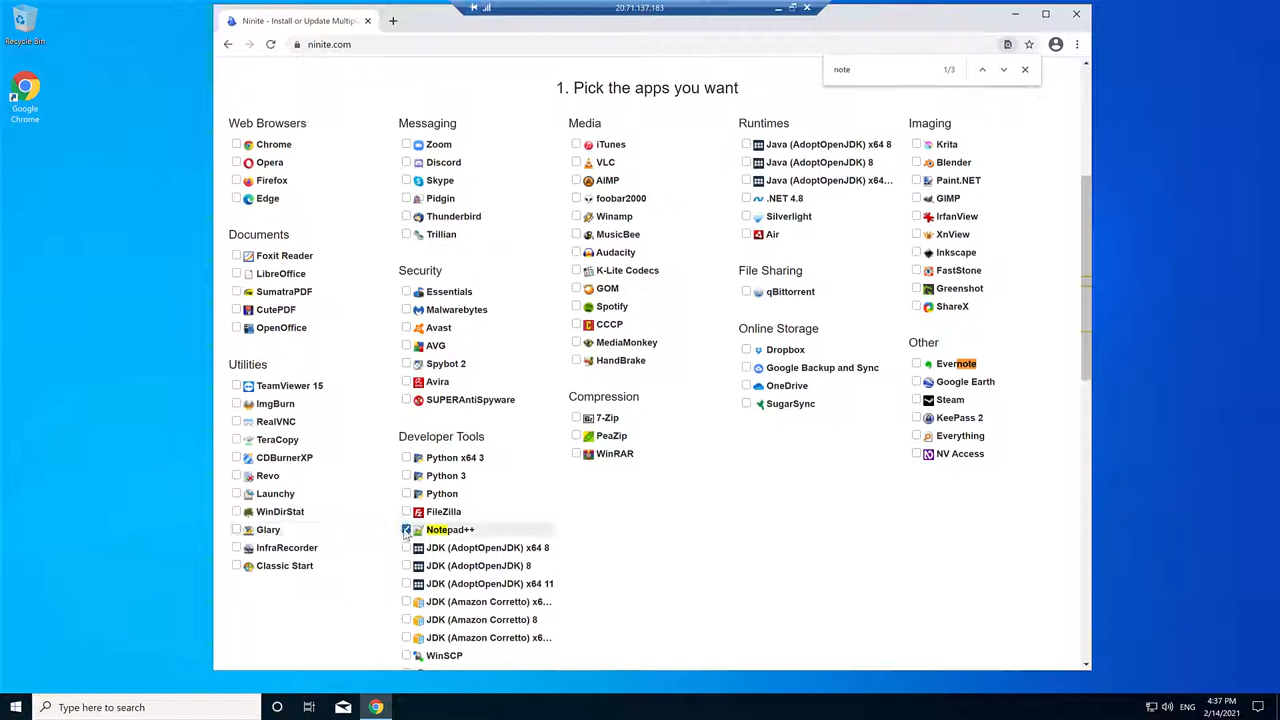 20.71.137.183
Recycle Bin
Google Chrome
Ninite - Install or Update Multipl
ninite.com
note
1/3
1. Pick the apps you want
Web Browsers
Chrome
Opera
Firefox
Edge
Documents
Foxit Reader
LibreOffice
SumatraPDF
CutePDF
OpenOffice
Utilities
TeamViewer 15
ImgBurn
RealVNC
TeraCopy
CDBurnerXP
Revo
Launchy
WinDirStat
Glary
InfraRecorder
Classic Start
Messaging
Zoom
Discord
Skype
Pidgin
Thunderbird
Trillian
Security
Essentials
Malwarebytes
Avast
AVG
Spybot 2
Avira
SUPERAntiSpyware
Developer Tools
Python x64 3
Python 3
Python
FileZilla
Notepad++
JDK (AdoptOpenJDK) x64 8
JDK (AdoptOpenJDK) 8
JDK (AdoptOpenJDK) x64 11
JDK (Amazon Corretto) x6...
JDK (Amazon Corretto) 8
JDK (Amazon Corretto) x6...
WinSCP
Media
iTunes
VLC
AIMP
foobar2000
Winamp
MusicBee
Audacity
K-Lite Codecs
GOM
Spotify
CCCP
MediaMonkey
HandBrake
Compression
7-Zip
PeaZip
WinRAR
Runtimes
Java (AdoptOpenJDK) x64 8
Java (AdoptOpenJDK) 8
Java (AdoptOpenJDK) x64...
.NET 4.8
Silverlight
Air
File Sharing
qBittorrent
Online Storage
Dropbox
Google Backup and Sync
OneDrive
SugarSync
Imaging
Krita
Blender
Paint.NET
GIMP
IrfanView
XnView
Inkscape
FastStone
Greenshot
ShareX
Other
Evernote
Google Earth
Steam
KeePass 2
Everything
NV Access
Type here to search
ENG
4:37 PM
2/14/2021